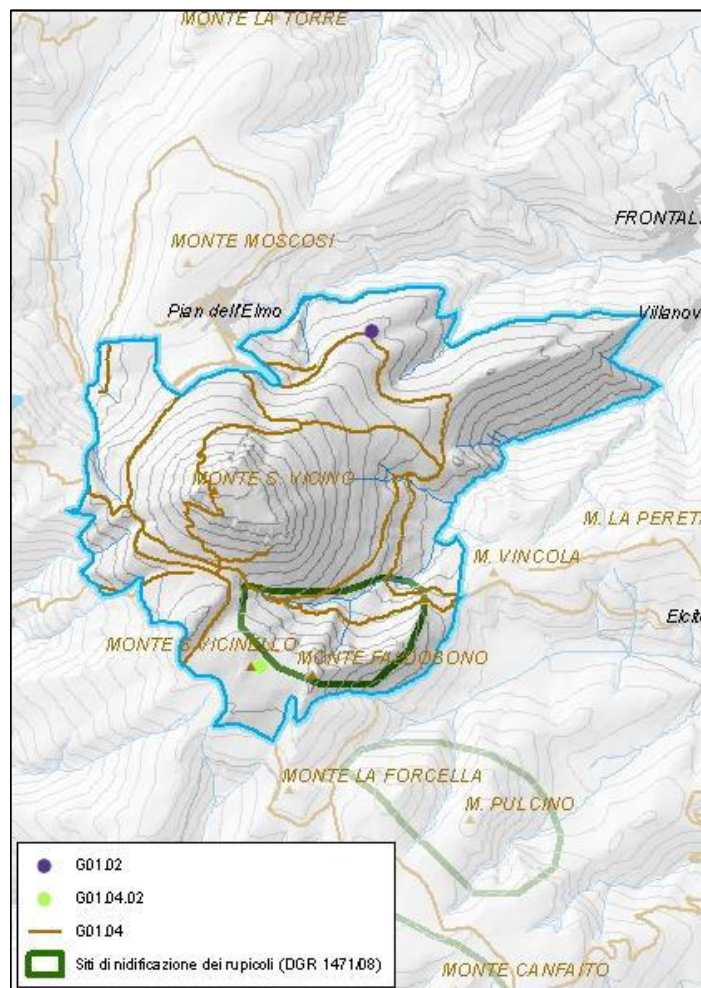 MONTE LA TORRE
FRONTALE
MONTE MOSCOSI
Pian dell'Elmo
Villanov
MONTE S. VICINO
M. LA PERETA
M. VINCOLA
Elcito
MONTE S.VICINELLO
MONTE FALDOBONO
MONTE LA FORCELLA
M. PULCINO
G01.02
G01.04.02
G01.04
Siti di nidificazione dei rupicoli (DGR 1471/08)
MONTE CANFAITO